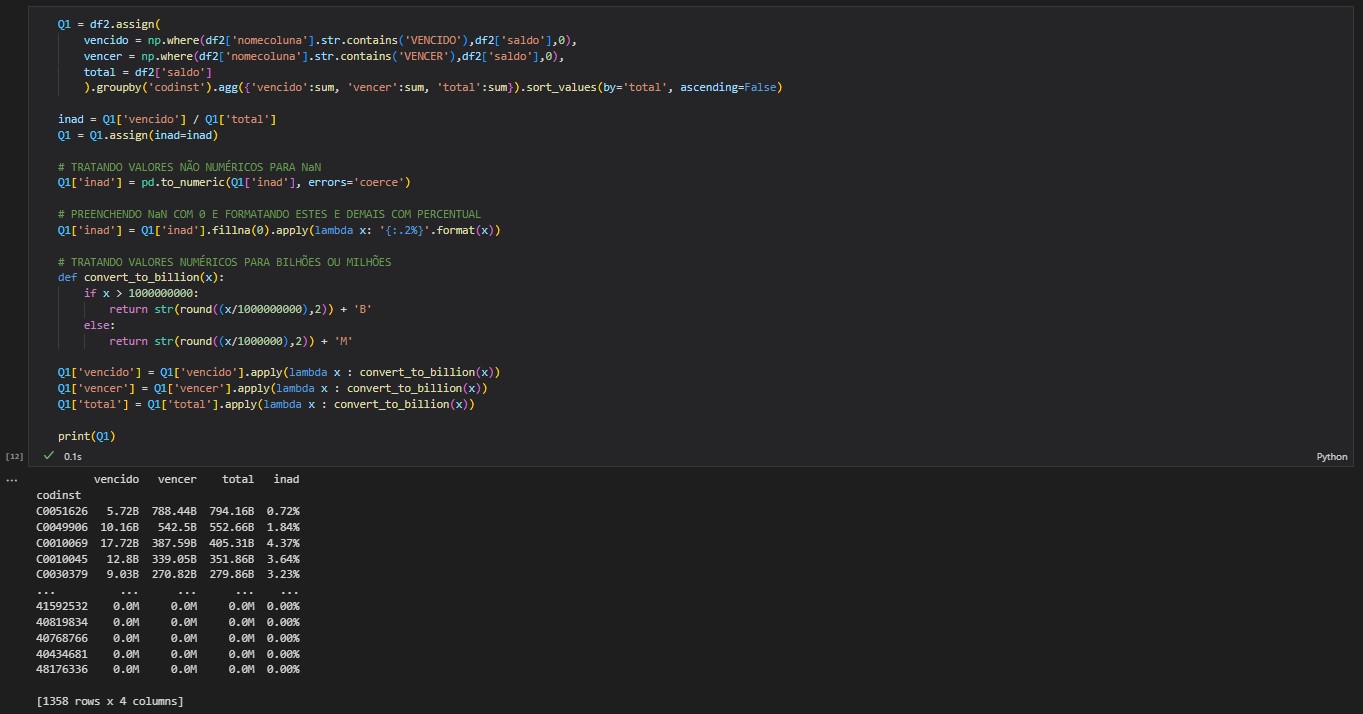 Q1 = df2.assign(
    vencido = np.where(df2['nomecoluna'].str.contains('VENCIDO'),df2['saldo'],0),
    vencer = np.where(df2['nomecoluna'].str.contains('VENCER'),df2['saldo'],0),
    total = df2['saldo']
    ).groupby('codinst').agg({'vencido':sum, 'vencer':sum, 'total':sum}).sort_values(by='total', ascending=False)
inad = Q1['vencido'] / Q1['total']
Q1 = Q1.assign(inad=inad)
# TRATANDO VALORES NÃO NUMÉRICOS PARA NaN
Q1['inad'] = pd.to_numeric(Q1['inad'], errors='coerce')
# PREENCHENDO NaN COM 0 E FORMATANDO ESTES E DEMAIS COM PERCENTUAL
Q1['inad'] = Q1['inad'].fillna(0).apply(lambda x: '{:.2%}'.format(x))
# TRATANDO VALORES NUMÉRICOS PARA BILHÕES OU MILHÕES
def convert_to_billion(x):
    if x > 1000000000:
        return str(round((x/1000000000),2)) + 'B'
    else:
        return str(round((x/1000000),2)) + 'M'
Q1['vencido'] = Q1['vencido'].apply(lambda x : convert_to_billion(x))
Q1['vencer'] = Q1['vencer'].apply(lambda x : convert_to_billion(x))
Q1['total'] = Q1['total'].apply(lambda x : convert_to_billion(x))
print(Q1)
[12] 0.1s Python
... vencido vencer total inad
codinst
C0051626 5.72B 788.44B 794.16B 0.72%
C0049906 10.16B 542.5B 552.66B 1.84%
C0010069 17.72B 387.59B 405.31B 4.37%
C0010045 12.8B 339.05B 351.86B 3.64%
C0030379 9.03B 270.82B 279.86B 3.23%
... ... ... ... ...
41592532 0.0M 0.0M 0.0M 0.00%
40819834 0.0M 0.0M 0.0M 0.00%
40768766 0.0M 0.0M 0.0M 0.00%
40434681 0.0M 0.0M 0.0M 0.00%
48176336 0.0M 0.0M 0.0M 0.00%
[1358 rows x 4 columns]